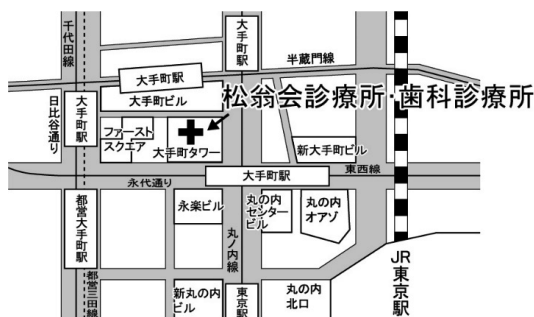 千代田線
大手町駅
半蔵門線
大手町駅
大手町ビル
松翁会診療所・歯科診療所
日比谷通り
大手町駅
ファースト
スクエア
大手町タワー
新大手町ビル
大手町駅
東西線
永代通り
都営大手町駅
永楽ビル
丸の内
センター
ビル
丸の内
オアゾ
丸ノ内線
JR東京駅
都営三田線
新丸の内
ビル
東京駅
丸の内
北口